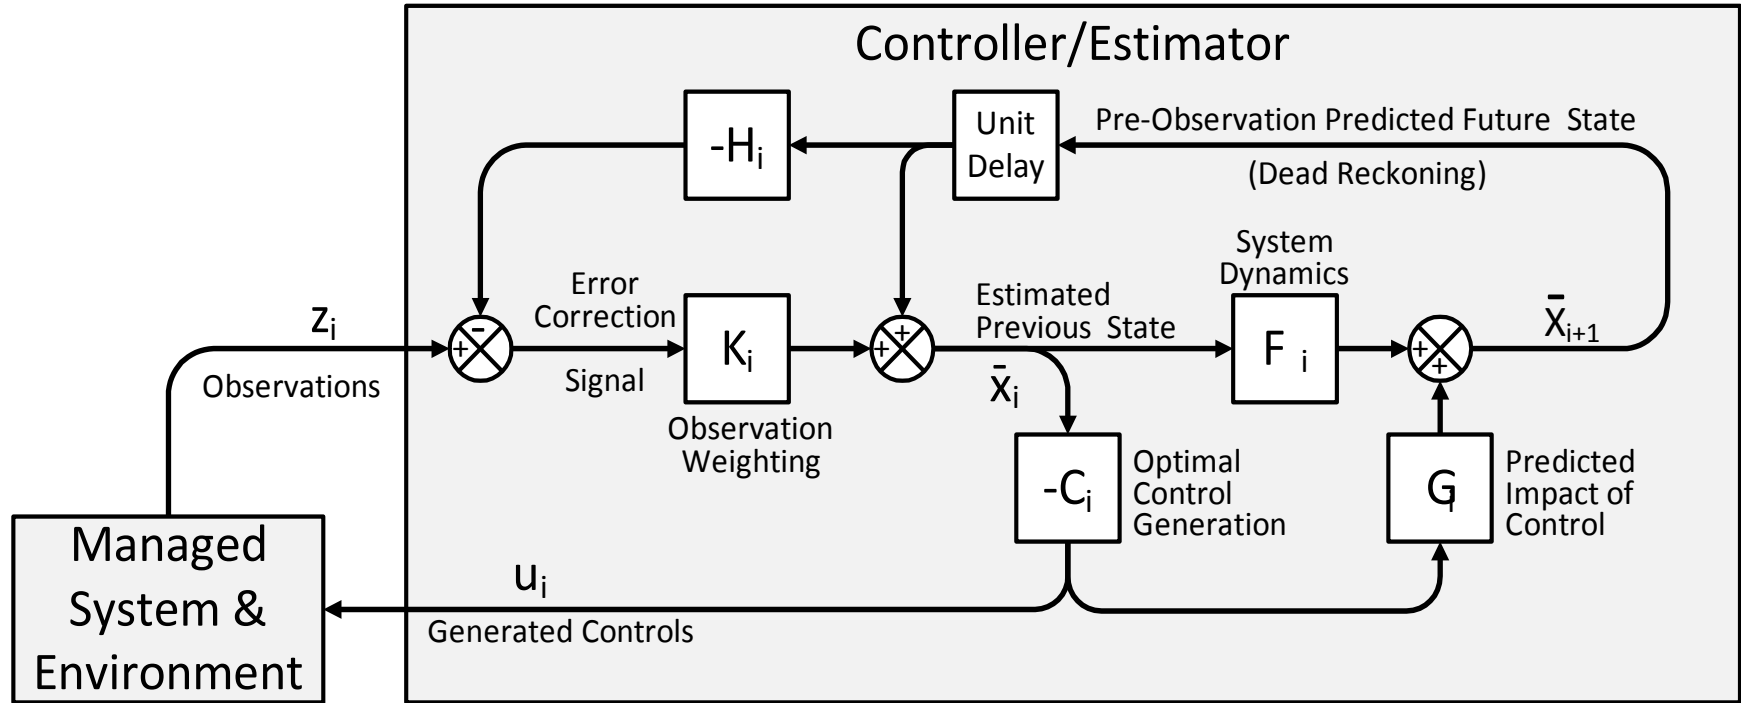 Controller/Estimator
-Hᵢ
Unit
Delay
Pre-Observation Predicted Future State
(Dead Reckoning)
System
Dynamics
Error
Correction
Signal
Estimated
Previous State
zᵢ
Observations
+
-
Kᵢ
Observation
Weighting
+
+
x̄ᵢ
F ᵢ
+
+
X̄ᵢ₊₁
-Cᵢ
Optimal
Control
Generation
Gᵢ
Predicted
Impact of
Control
Managed
System &
Environment
uᵢ
Generated Controls